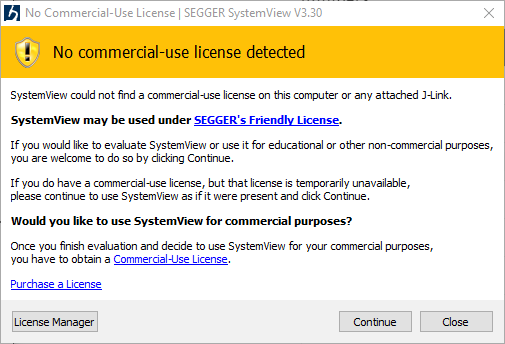 No Commercial-Use License | SEGGER SystemView V3.30
No commercial-use license detected
SystemView could not find a commercial-use license on this computer or any attached J-Link.
SystemView may be used under SEGGER's Friendly License.
If you would like to evaluate SystemView or use it for educational or other non-commercial purposes,
you are welcome to do so by clicking Continue.
If you do have a commercial-use license, but that license is temporarily unavailable,
please continue to use SystemView as if it were present and click Continue.
Would you like to use SystemView for commercial purposes?
Once you finish evaluation and decide to use SystemView for your commercial purposes,
you have to obtain a Commercial-Use License.
Purchase a License
License Manager
Continue
Close